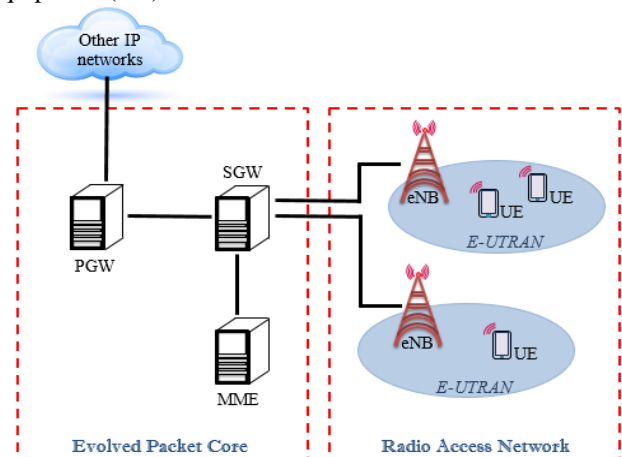 Other IP
networks
SGW
PGW
MME
eNB
UE
UE
E-UTRAN
eNB
UE
E-UTRAN
Evolved Packet Core
Radio Access Network